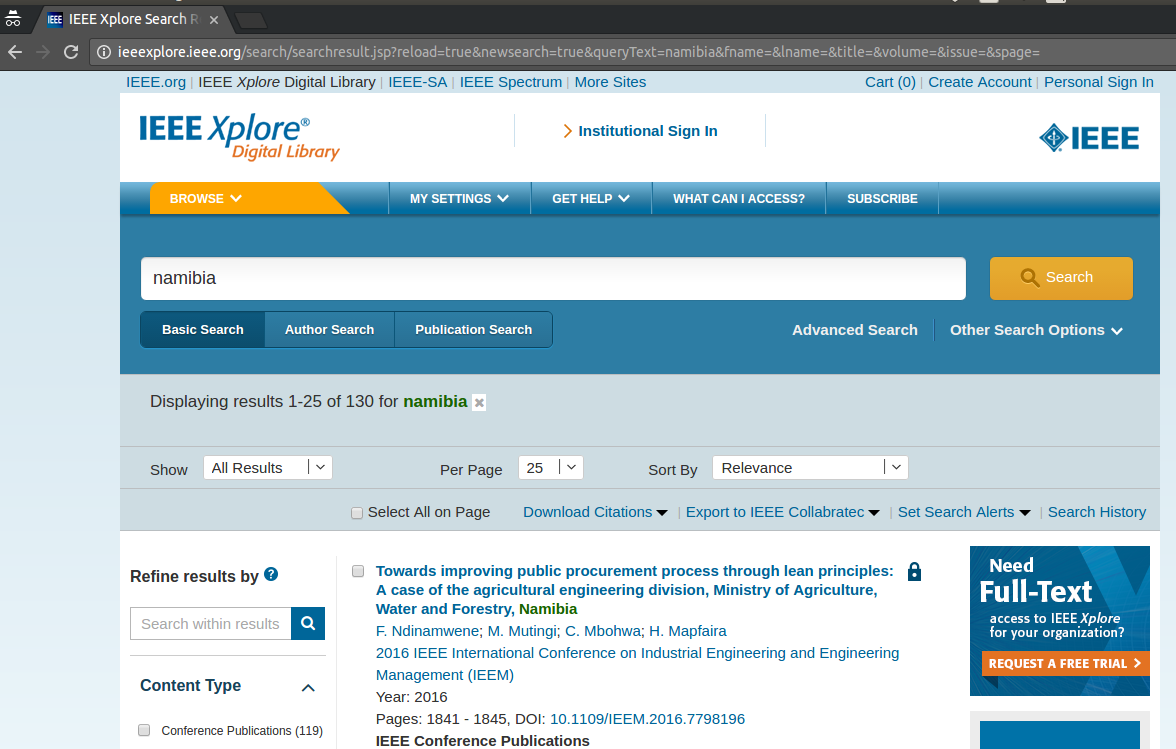 IEEE Xplore Search R
ieeexplore.ieee.org/search/searchresult.jsp?reload=true&newsearch=true&queryText=namibia&fname=&lname=&title=&volume=&issue=&spage=
IEEE.org | IEEE Xplore Digital Library | IEEE-SA | IEEE Spectrum | More Sites
Cart (0) | Create Account | Personal Sign In
IEEE Xplore®
Digital Library
Institutional Sign In
IEEE
BROWSE
MY SETTINGS
GET HELP
WHAT CAN I ACCESS?
SUBSCRIBE
namibia
Search
Basic Search
Author Search
Publication Search
Advanced Search
Other Search Options
Displaying results 1-25 of 130 for namibia
Show
All Results
Per Page
25
Sort By
Relevance
Select All on Page
Download Citations | Export to IEEE Collabratec | Set Search Alerts | Search History
Refine results by ?
Search within results
Content Type
Conference Publications (119)
Towards improving public procurement process through lean principles:
A case of the agricultural engineering division, Ministry of Agriculture,
Water and Forestry, Namibia
F. Ndinamwene; M. Mutingi; C. Mbohwa; H. Mapfaira
2016 IEEE International Conference on Industrial Engineering and Engineering
Management (IEEM)
Year: 2016
Pages: 1841 - 1845, DOI: 10.1109/IEEM.2016.7798196
IEEE Conference Publications
Need
Full-Text
access to IEEE Xplore
for your organization?
REQUEST A FREE TRIAL